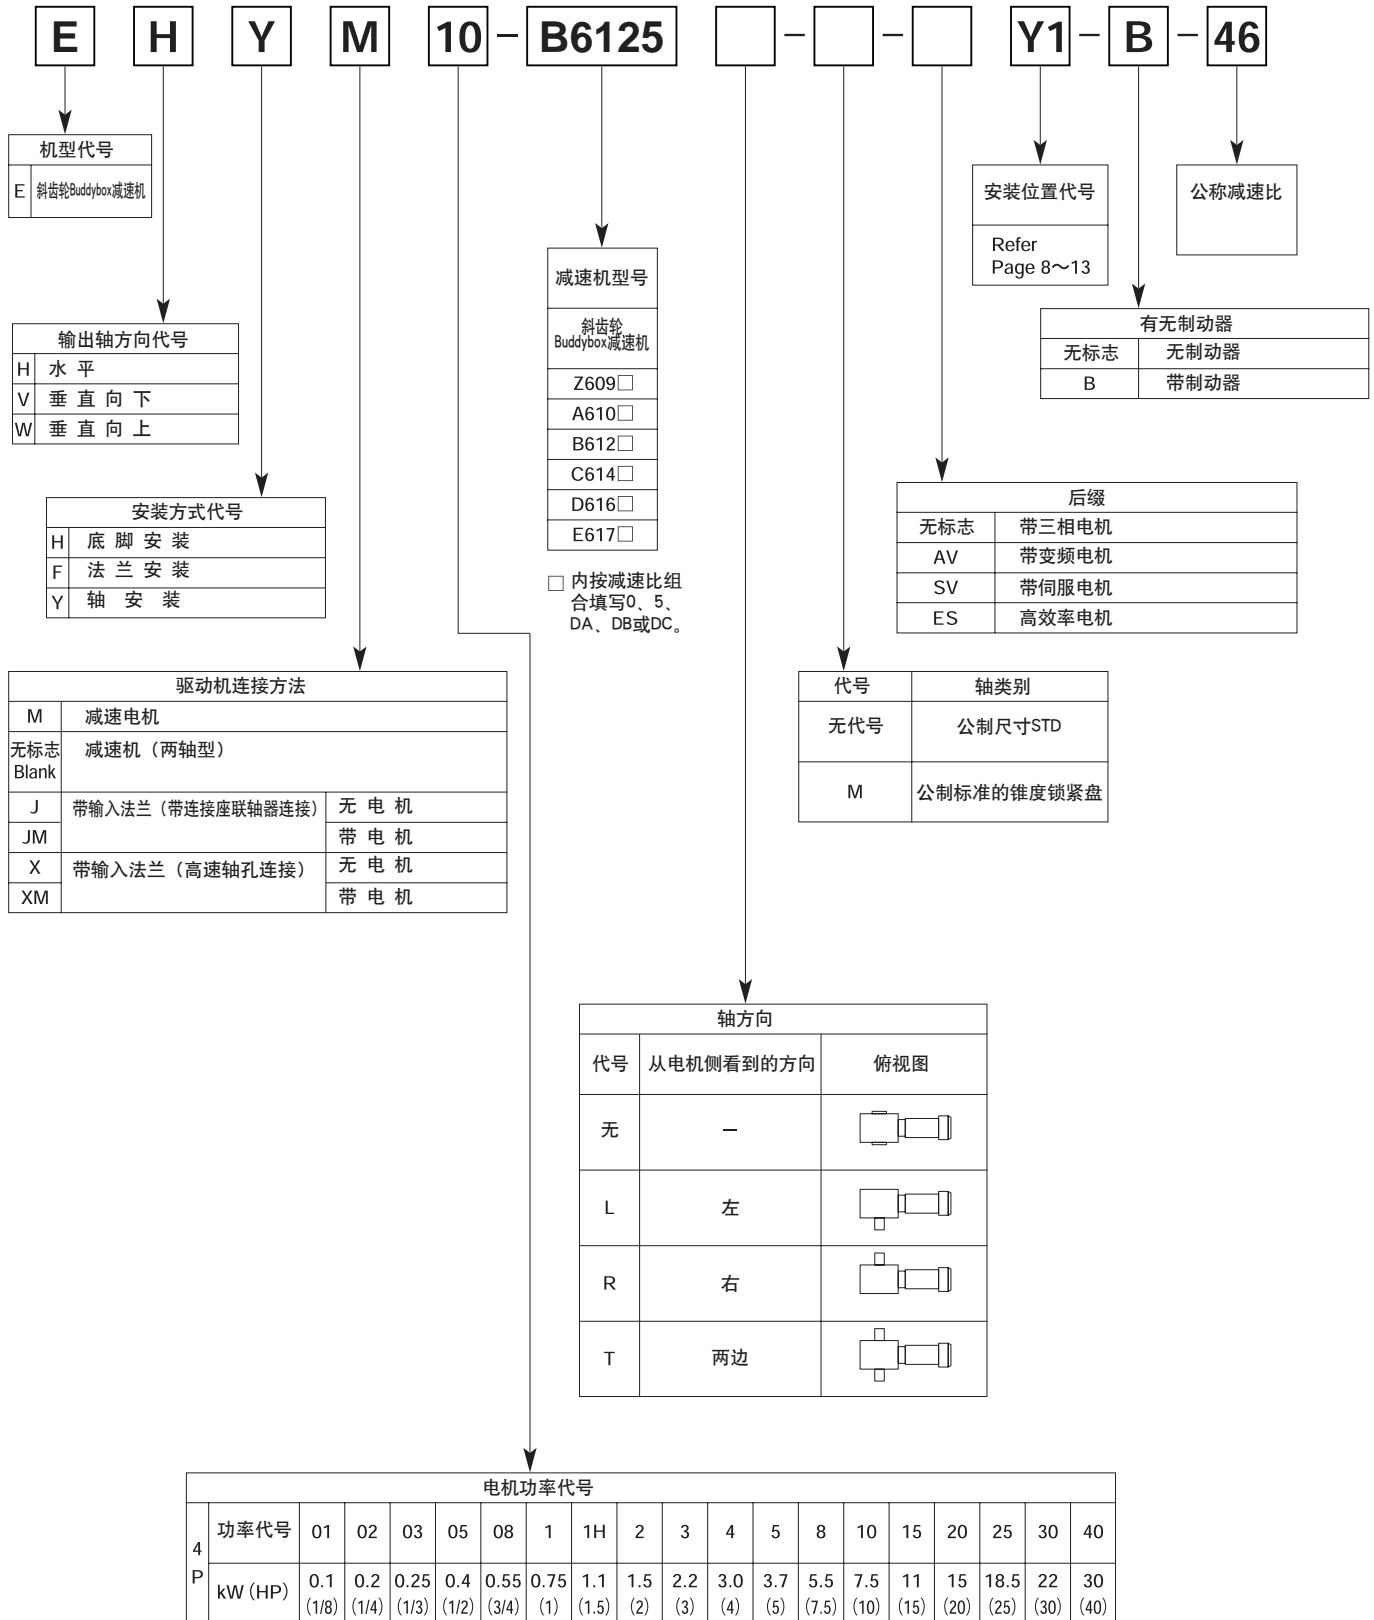 E H Y M 10 - B6125 - - Y1 - B - 46
机型代号
E 斜齿轮Buddybox减速机
安装位置代号
Refer
Page 8～13
公称减速比
减速机型号
斜齿轮
Buddybox减速机
Z609□
A610□
B612□
C614□
D616□
E617□
□ 内按减速比组
合填写0、5、
DA、DB或DC。
输出轴方向代号
H 水 平
V 垂 直 向 下
W 垂 直 向 上
有无制动器
无标志 无制动器
B 带制动器
安装方式代号
H 底 脚 安 装
F 法 兰 安 装
Y 轴 安 装
后缀
无标志 带三相电机
AV 带变频电机
SV 带伺服电机
ES 高效率电机
驱动机连接方法
M 减速电机
无标志 减速机（两轴型）
Blank
J 带输入法兰（带连接座联轴器连接） 无 电 机
JM 带 电 机
X 带输入法兰（高速轴孔连接） 无 电 机
XM 带 电 机
代号 轴类别
无代号 公制尺寸STD
M 公制标准的锥度锁紧盘
轴方向
代号 从电机侧看到的方向 俯视图
无 －
L 左
R 右
T 两边
电机功率代号
4
P
功率代号 01 02 03 05 08 1 1H 2 3 4 5 8 10 15 20 25 30 40
kW (HP) 0.1 0.2 0.25 0.4 0.55 0.75 1.1 1.5 2.2 3.0 3.7 5.5 7.5 11 15 18.5 22 30
(1/8) (1/4) (1/3) (1/2) (3/4) (1) (1.5) (2) (3) (4) (5) (7.5) (10) (15) (20) (25) (30) (40)